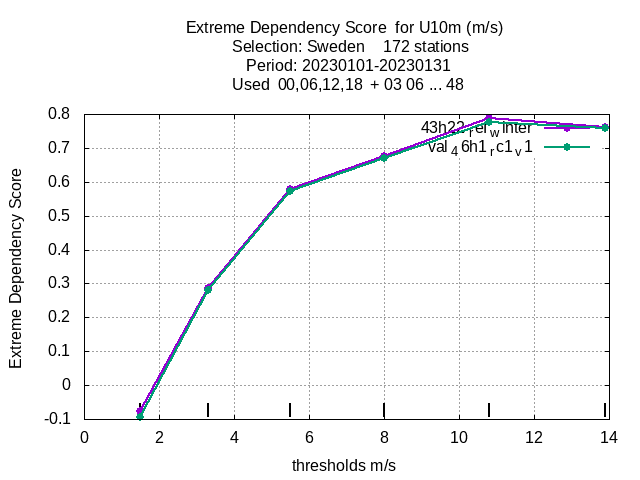 Extreme Dependency Score for U10m (m/s)
Selection: Sweden 172 stations
Period: 20230101-20230131
Used 00,06,12,18 + 03 06 ... 48
43h22refwinter
val46h1rc1v1
Extreme Dependency Score
0.8
0.7
0.6
0.5
0.4
0.3
0.2
0.1
0
-0.1
0 2 4 6 8 10 12 14
thresholds m/s